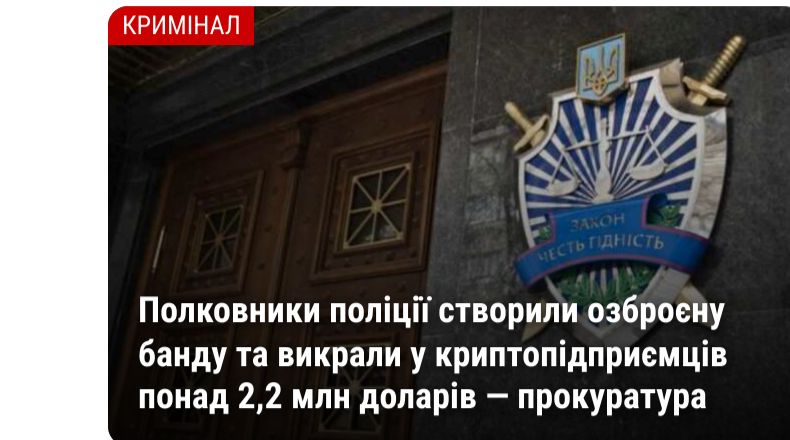 КРИМІНАЛ
ЗАКОН
ЧЕСТЬ ГІДНІСТЬ
Полковники поліції створили озброєну
банду та викрали у криптопідприємців
понад 2,2 млн доларів — прокуратура